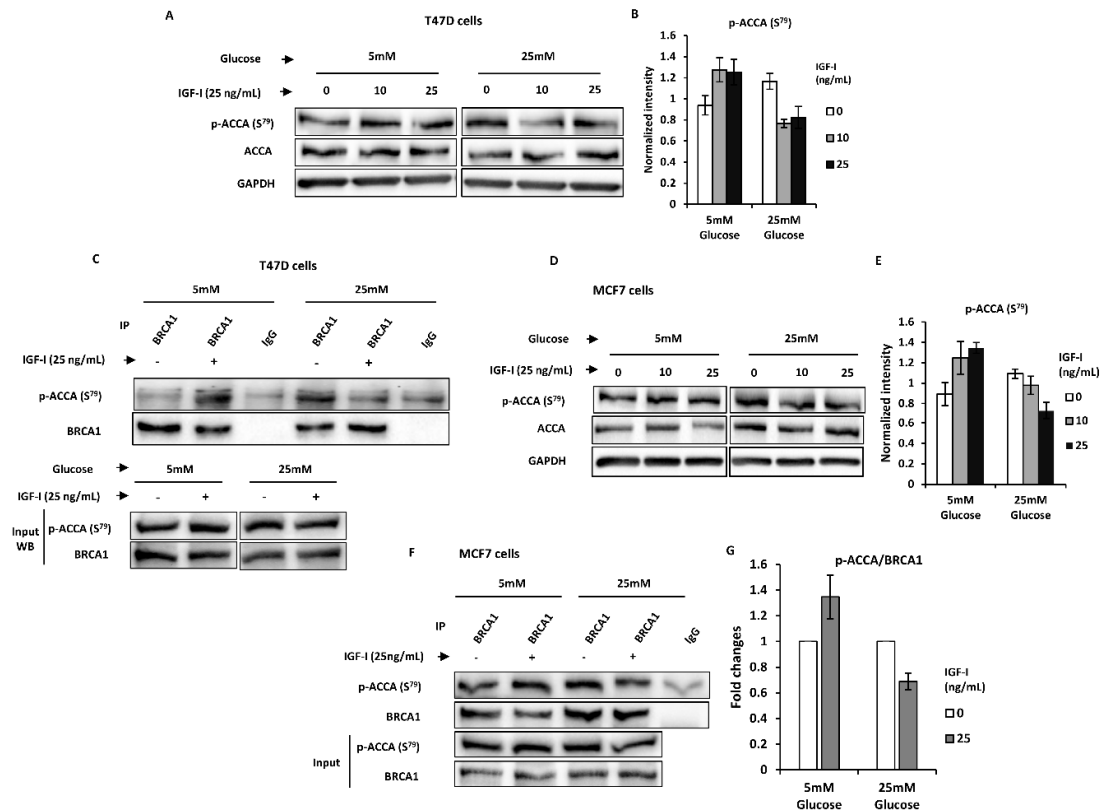 A
T47D cells
Glucose
5mM
25mM
IGF-I (25 ng/mL)
0
10
25
0
10
25
p-ACCA (S79)
ACCA
GAPDH
B
p-ACCA (S79)
Normalized intensity
1.6
1.4
1.2
1
0.8
0.6
0.4
0.2
0
5mM
Glucose
25mM
Glucose
IGF-I
(ng/mL)
0
10
25
C
T47D cells
5mM
25mM
IP
BRCA1
BRCA1
IgG
BRCA1
BRCA1
IgG
IGF-I (25 ng/mL)
-
+
-
+
p-ACCA (S79)
BRCA1
Glucose
5mM
25mM
IGF-I (25 ng/mL)
-
+
-
+
Input
WB
p-ACCA (S79)
BRCA1
D
MCF7 cells
Glucose
5mM
25mM
IGF-I (25 ng/mL)
0
10
25
0
10
25
p-ACCA (S79)
ACCA
GAPDH
E
p-ACCA (S79)
Normalized intensity
1.6
1.4
1.2
1
0.8
0.6
0.4
0.2
0
5mM
Glucose
25mM
Glucose
IGF-I
(ng/mL)
0
10
25
F
MCF7 cells
5mM
25mM
IP
BRCA1
BRCA1
BRCA1
BRCA1
IgG
IGF-I (25ng/mL)
-
+
-
+
p-ACCA (S79)
BRCA1
Input
p-ACCA (S79)
BRCA1
G
p-ACCA/BRCA1
Fold changes
1.6
1.4
1.2
1
0.8
0.6
0.4
0.2
0
5mM
Glucose
25mM
Glucose
IGF-I
(ng/mL)
0
25